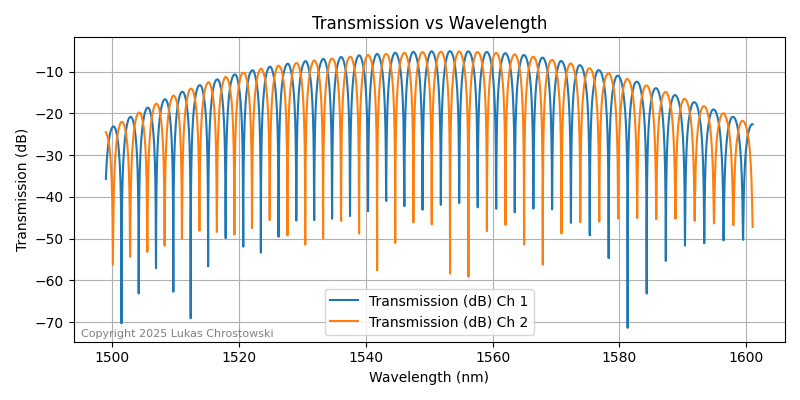 Transmission vs Wavelength
Transmission (dB)
−10
−20
−30
−40
−50
−60
−70
Transmission (dB) Ch 1
Transmission (dB) Ch 2
Copyright 2025 Lukas Chrostowski
1500
1520
1540
1560
1580
1600
Wavelength (nm)